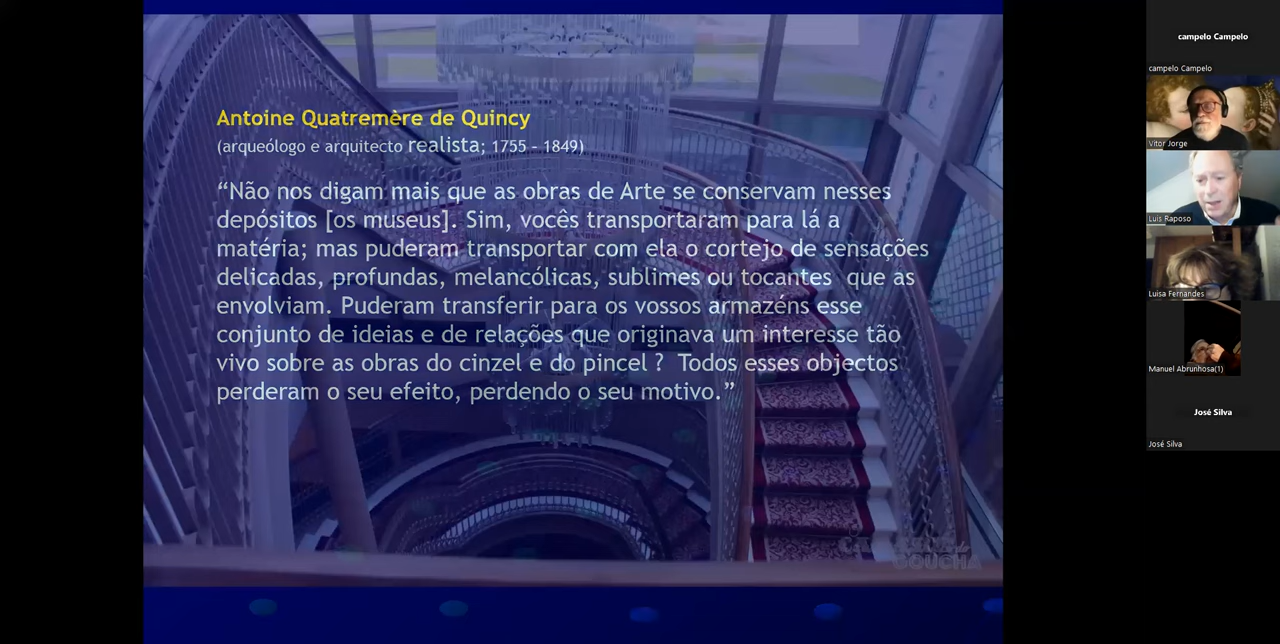 Antoine Quatremère de Quincy
(arqueólogo e arquitecto realista; 1755 – 1849)
“Não nos digam mais que as obras de Arte se conservam nesses
depósitos [os museus]. Sim, vocês transportaram para lá a
matéria; mas puderam transportar com ela o cortejo de sensações
delicadas, profundas, melancólicas, sublimes ou tocantes que as
envolviam. Puderam transferir para os vossos armazéns esse
conjunto de ideias e de relações que originava um interesse tão
vivo sobre as obras do cinzel e do pincel ? Todos esses objectos
perderam o seu efeito, perdendo o seu motivo.”
GOUCHA
campelo Campelo
campelo Campelo
Vitor Jorge
Luis Raposo
Luisa Fernandes
Manuel Abrunhosa(1)
José Silva
José Silva